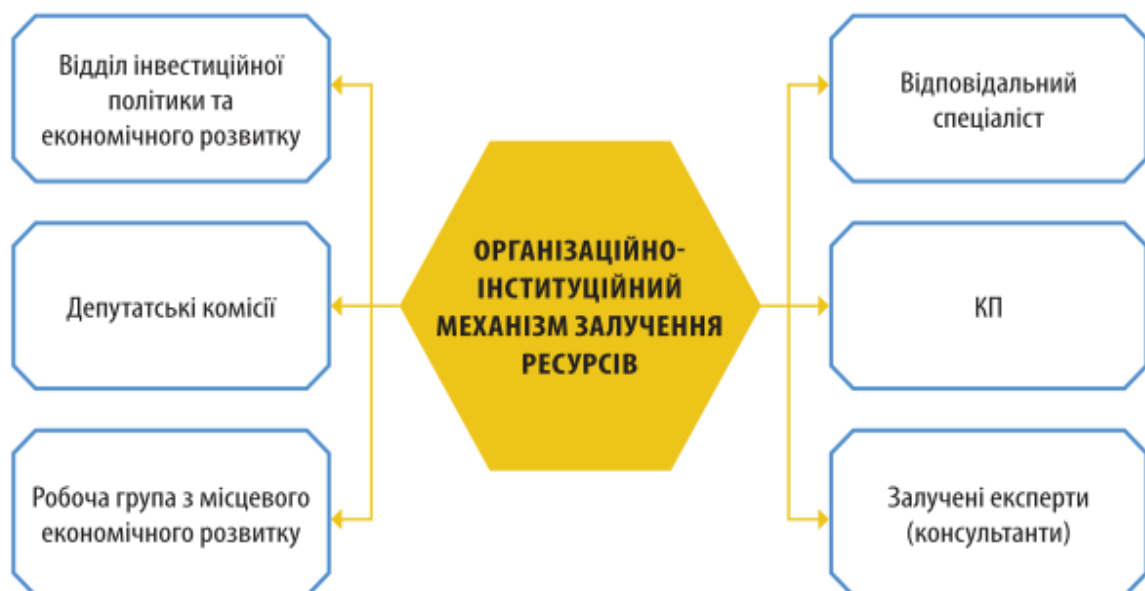 Відділ інвестиційної
політики та
економічного розвитку
Депутатські комісії
Робоча група з місцевого
економічного розвитку
ОРГАНІЗАЦІЙНО-
ІНСТИТУЦІЙНИЙ
МЕХАНІЗМ ЗАЛУЧЕННЯ
РЕСУРСІВ
Відповідальний
спеціаліст
КП
Залучені експерти
(консультанти)